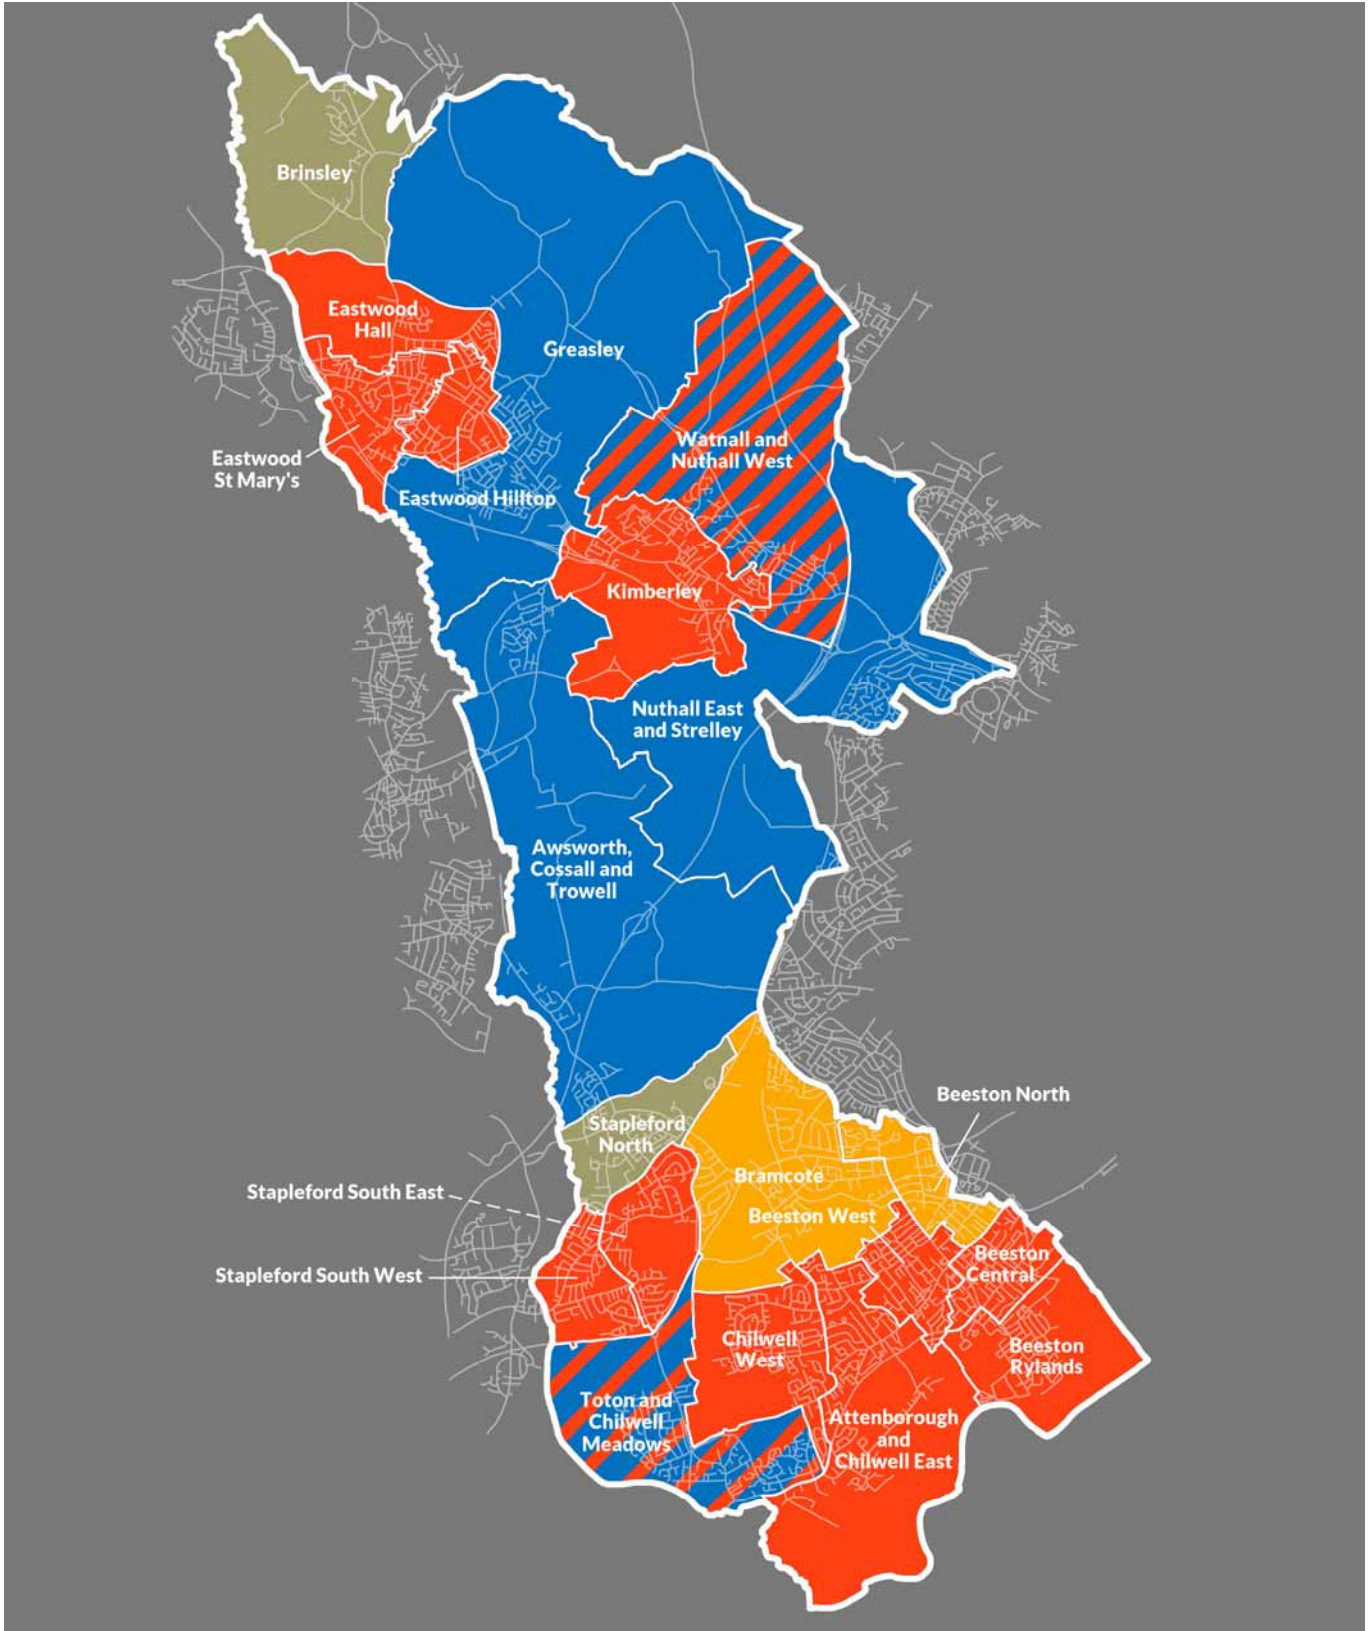 Brinsley
Eastwood
Hall
Greasley
Watnall and
Nuthall West
Eastwood
St Mary's
Eastwood Hilltop
Kimberley
Nuthall East
and Strelley
Awsworth,
Cossall and
Trowell
Beeston North
Stapleford
North
Bramcote
Stapleford South East
Beeston West
Beeston
Central
Stapleford South West
Chilwell
West
Beeston
Rylands
Toton and
Chilwell
Meadows
Attenborough
and
Chilwell East